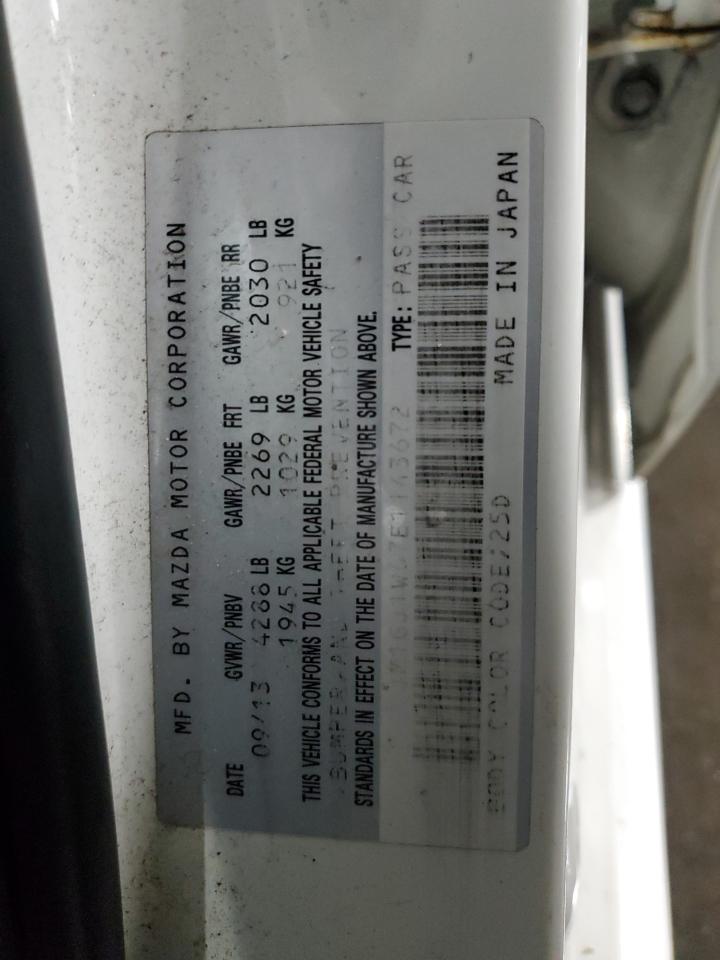 MFD. BY MAZDA MOTOR CORPORATION
DATE GVWR/PNBV GAWR/PNBE FRT GAWR/PNBE RR
09/13 4288 LB 2269 LB 2030 LB
1945 KG 1029 KG 921 KG
THIS VEHICLE CONFORMS TO ALL APPLICABLE FEDERAL MOTOR VEHICLE SAFETY
,BUMPER,AND THEFT PREVENTION
STANDARDS IN EFFECT ON THE DATE OF MANUFACTURE SHOWN ABOVE.
TYPE: PASS CAR
BODY COLOR CODE:25D MADE IN JAPAN